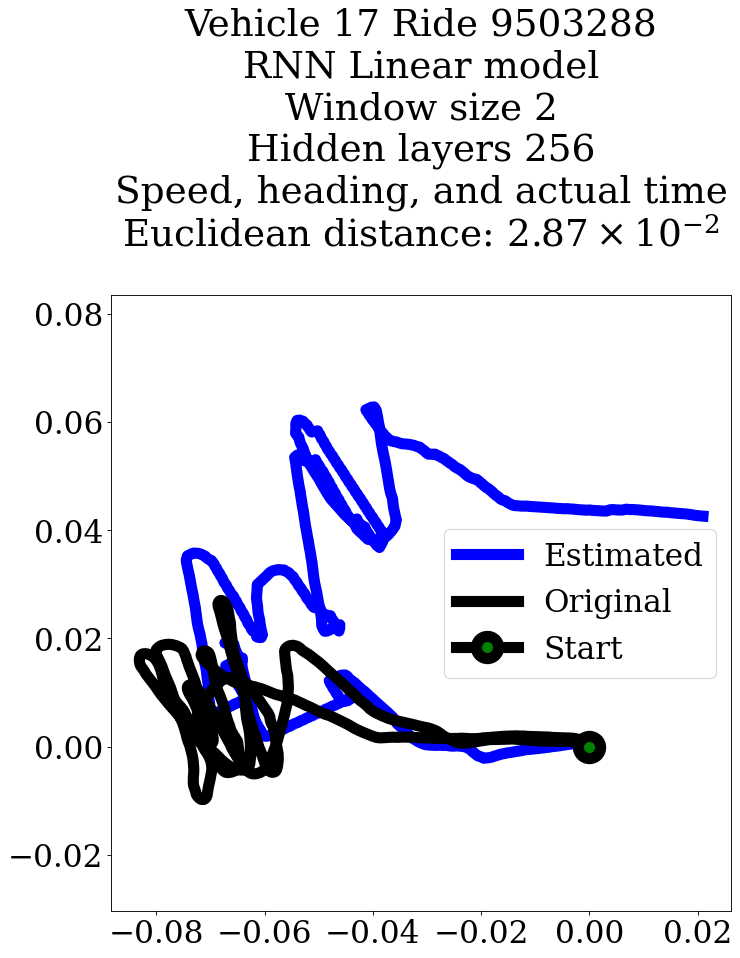 Vehicle 17 Ride 9503288
RNN Linear model
Window size 2
Hidden layers 256
Speed, heading, and actual time
Euclidean distance: 2.87 × 10⁻²
0.08
0.06
0.04
0.02
0.00
−0.02
Estimated
Original
Start
−0.08 −0.06 −0.04 −0.02 0.00 0.02